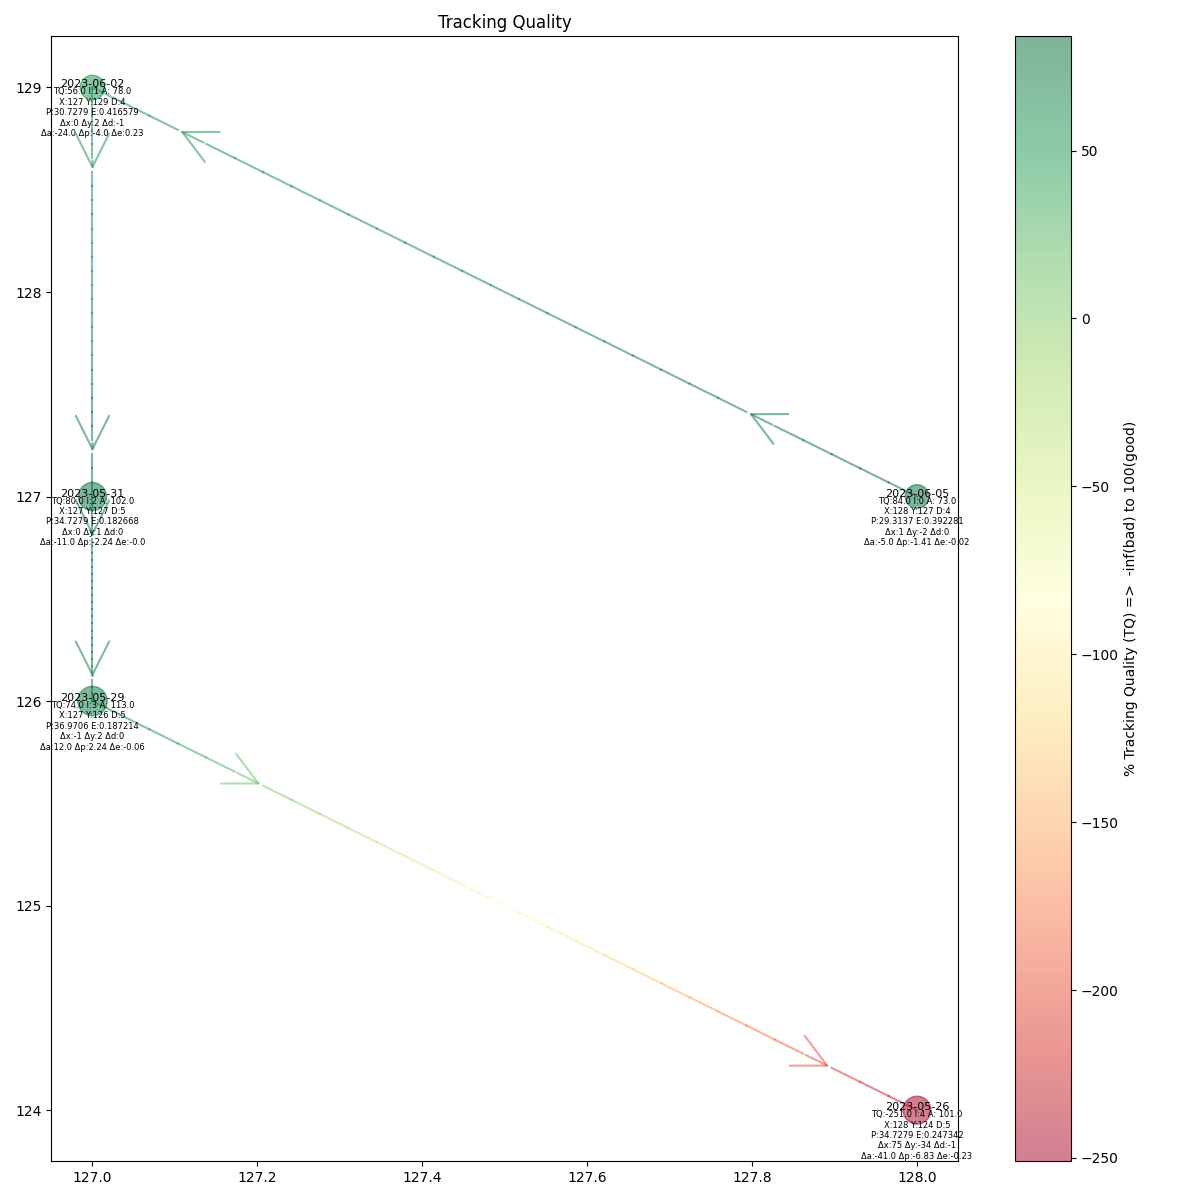 Tracking Quality
129
128
127
126
125
124
2023-06-02
TQ:56.0 I:1 A: 78.0
X:127 Y:129 D:4
P:30.7279 E:0.416579
Δx:0 Δy:2 Δd:-1
Δa:-24.0 Δp:-4.0 Δe:0.23
2023-05-31
TQ:80.0 I:2 A: 102.0
X:127 Y:127 D:5
P:34.7279 E:0.182668
Δx:0 Δy:1 Δd:0
Δa:-11.0 Δp:-2.24 Δe:-0.0
2023-06-05
TQ:84.0 I:0 A: 73.0
X:128 Y:127 D:4
P:29.3137 E:0.392281
Δx:1 Δy:-2 Δd:0
Δa:-5.0 Δp:-1.41 Δe:-0.02
2023-05-29
TQ:74.0 I:3 A: 113.0
X:127 Y:126 D:5
P:36.9706 E:0.187214
Δx:-1 Δy:2 Δd:0
Δa:12.0 Δp:2.24 Δe:-0.06
2023-05-26
TQ:-251.0 I:4 A: 101.0
X:128 Y:124 D:5
P:34.7279 E:0.247342
Δx:75 Δy:-34 Δd:-1
Δa:-41.0 Δp:-6.83 Δe:-0.23
127.0
127.2
127.4
127.6
127.8
128.0
50
0
−50
−100
−150
−200
−250
% Tracking Quality (TQ) =>  -inf(bad) to 100(good)